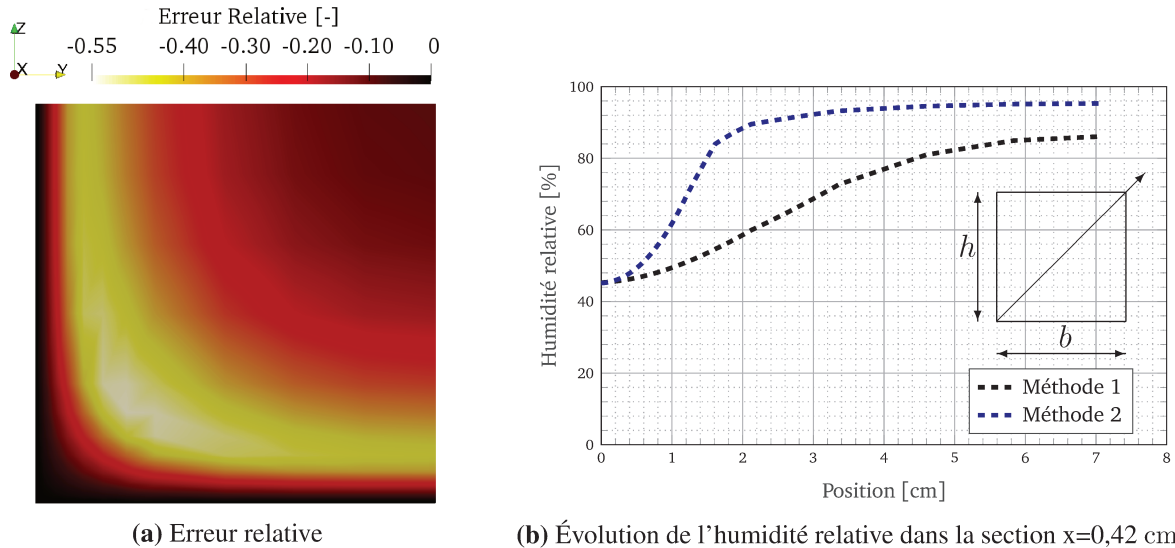 Erreur Relative [-]
-0.55 -0.40 -0.30 -0.20 -0.10 0
Z
X
Y
(a) Erreur relative
Humidité relative [%]
100
80
60
40
20
0
0 1 2 3 4 5 6 7 8
Position [cm]
h
b
Méthode 1
Méthode 2
(b) Évolution de l'humidité relative dans la section x=0,42 cm